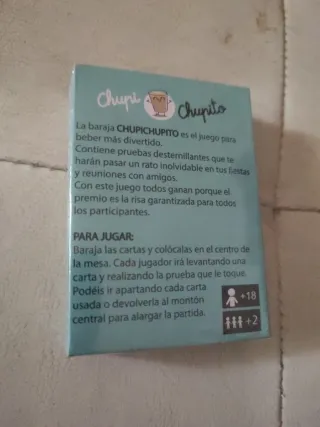 Chupi
Chupito
La baraja CHUPICHUPITO es el juego para
beber más divertido.
Contiene pruebas desternillantes que te
harán pasar un rato inolvidable en tus fiestas
y reuniones con amigos.
Con este juego todos ganan porque el
premio es la risa garantizada para todos
los participantes.
PARA JUGAR:
Baraja las cartas y colócalas en el centro de
la mesa. Cada jugador irá levantando una
carta y realizando la prueba que le toque.
Podéis ir apartando cada carta
usada o devolverla al montón
central para alargar la partida.
+18
+2